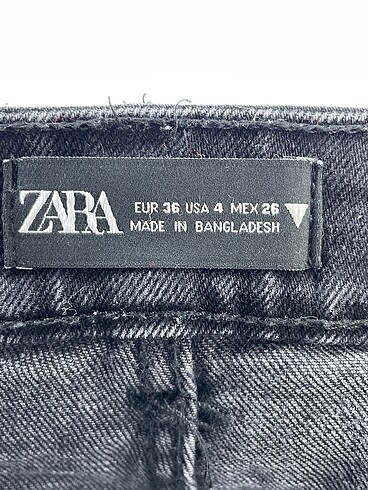 ZARA
EUR 36 USA 4 MEX 26
MADE IN BANGLADESH